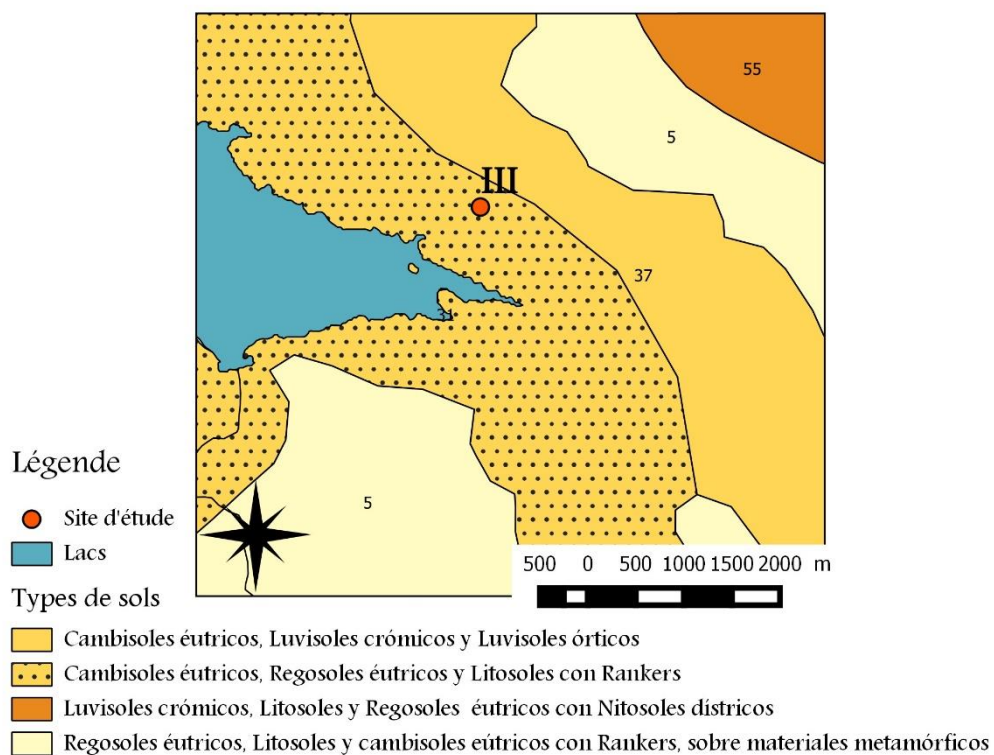 55
5
III
37
31
5
Légende
Site d'étude
Lacs
500 0 500 1000 1500 2000 m
Types de sols
Cambisoles éutricos, Luvisoles crómicos y Luvisoles órticos
Cambisoles éutricos, Regosoles éutricos y Litosoles con Rankers
Luvisoles crómicos, Litosoles y Regosoles éutricos con Nitosoles dístricos
Regosoles éutricos, Litosoles y cambisoles eútricos con Rankers, sobre materiales metamórficos